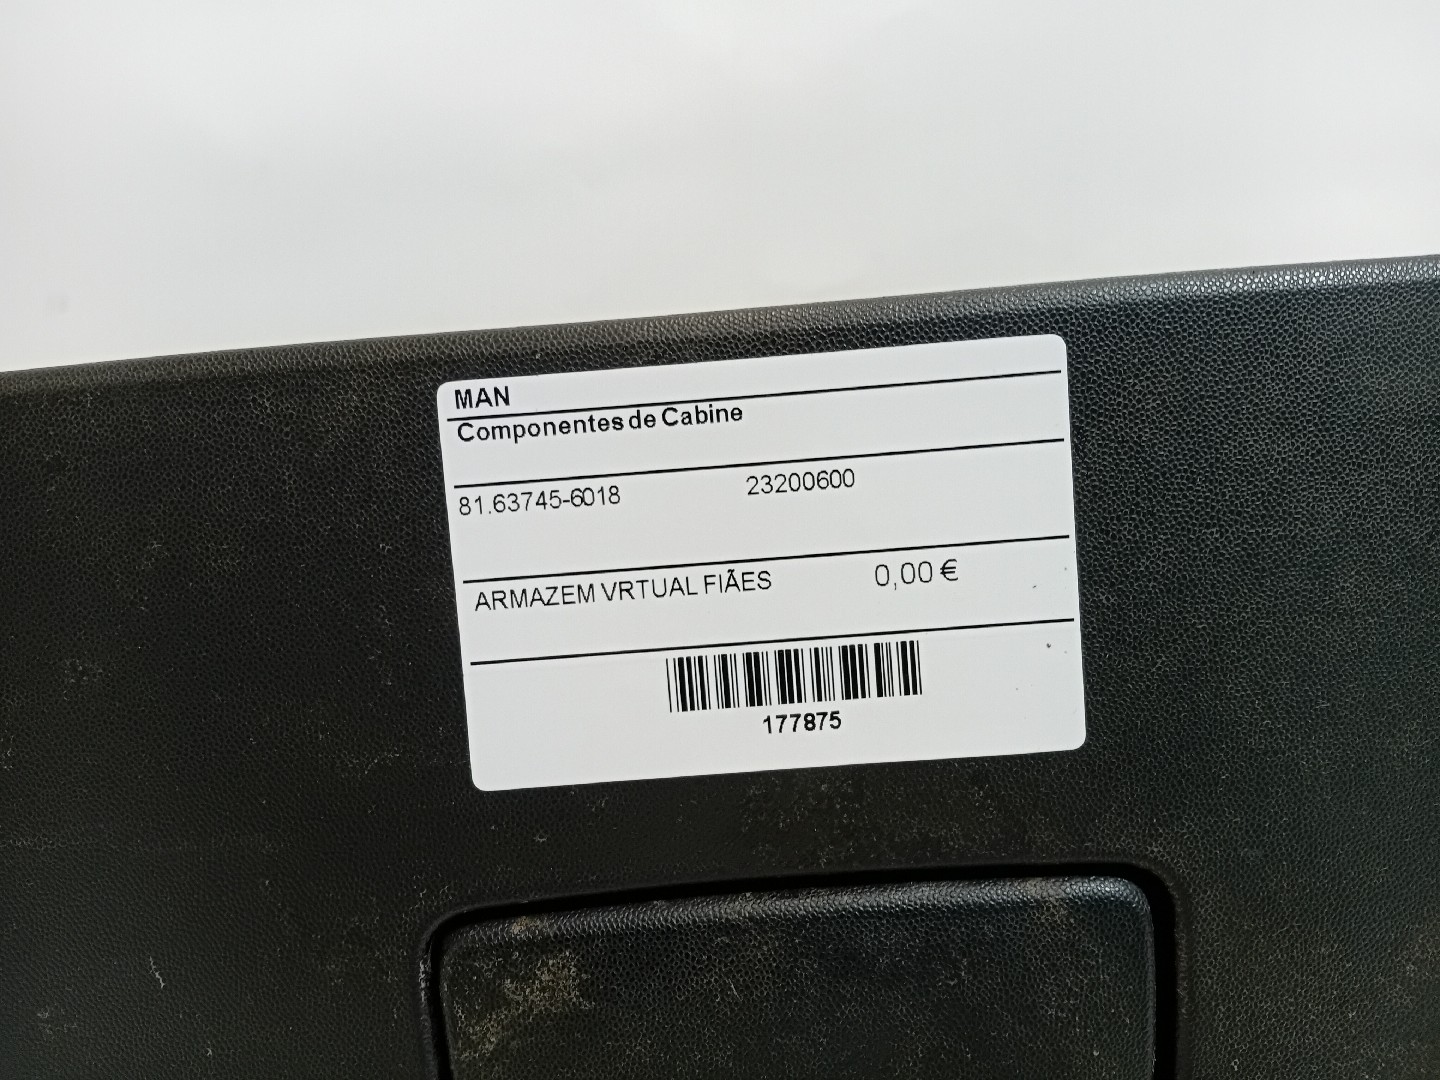 MAN
Componentes de Cabine
81.63745-6018 23200600
ARMAZEM VRTUAL FIÃES 0,00 €
177875